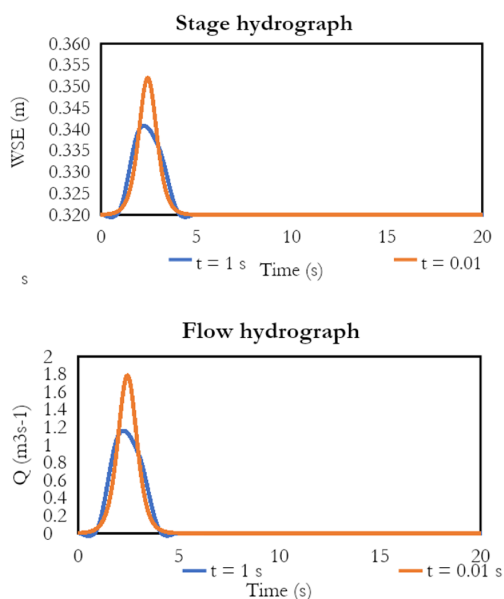 Stage hydrograph
WSE (m)
0.360
0.355
0.350
0.345
0.340
0.335
0.330
0.325
0.320
0 5 10 15 20
Time (s)
t = 1 s t = 0.01
s
Flow hydrograph
Q (m3s-1)
2
1.8
1.6
1.4
1.2
1
0.8
0.6
0.4
0.2
0
0 5 10 15 20
t = 1 s t = 0.01 s
Time (s)